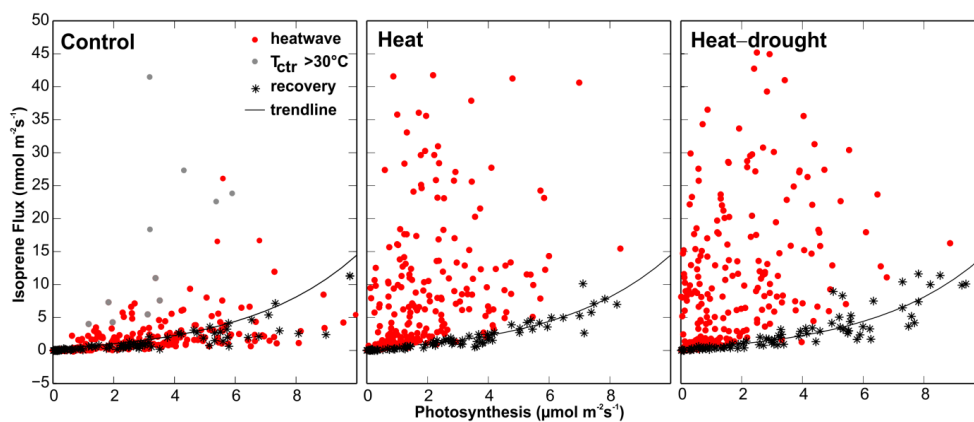 Control
heatwave
Tctr >30°C
recovery
trendline
Heat
Heat–drought
Isoprene Flux (nmol m⁻²s⁻¹)
50
45
40
35
30
25
20
15
10
5
0
−5
0 2 4 6 8 0 2 4 6 8 0 2 4 6 8
Photosynthesis (µmol m⁻²s⁻¹)